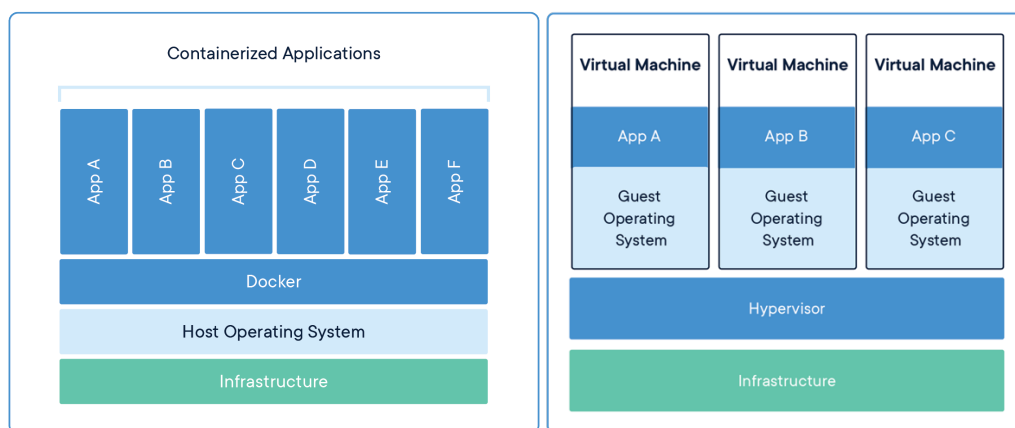 Containerized Applications
App A
App B
App C
App D
App E
App F
Docker
Host Operating System
Infrastructure
Virtual Machine
App A
Guest
Operating
System
Virtual Machine
App B
Guest
Operating
System
Virtual Machine
App C
Guest
Operating
System
Hypervisor
Infrastructure